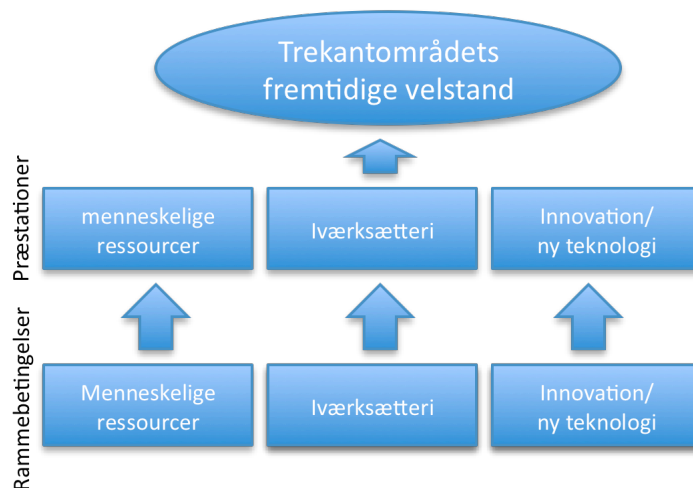 Trekantområdets
fremtidige velstand
Præstationer
menneskelige
ressourcer
Iværksætteri
Innovation/
ny teknologi
Rammebetingelser
Menneskelige
ressourcer
Iværksætteri
Innovation/
ny teknologi